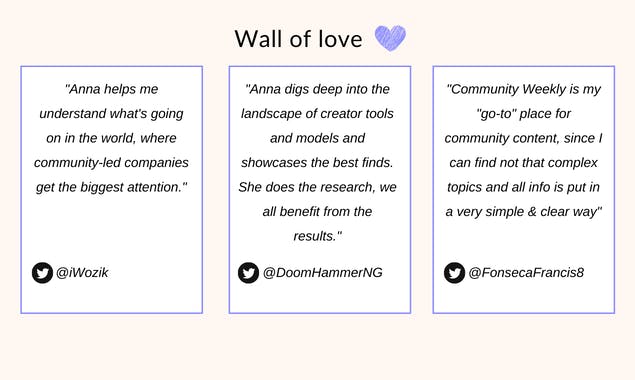 Wall of love
"Anna helps me
understand what's going
on in the world, where
community-led companies
get the biggest attention."
@iWozik
"Anna digs deep into the
landscape of creator tools
and models and
showcases the best finds.
She does the research, we
all benefit from the
results."
@DoomHammerNG
"Community Weekly is my
"go-to" place for
community content, since I
can find not that complex
topics and all info is put in
a very simple & clear way"
@FonsecaFrancis8